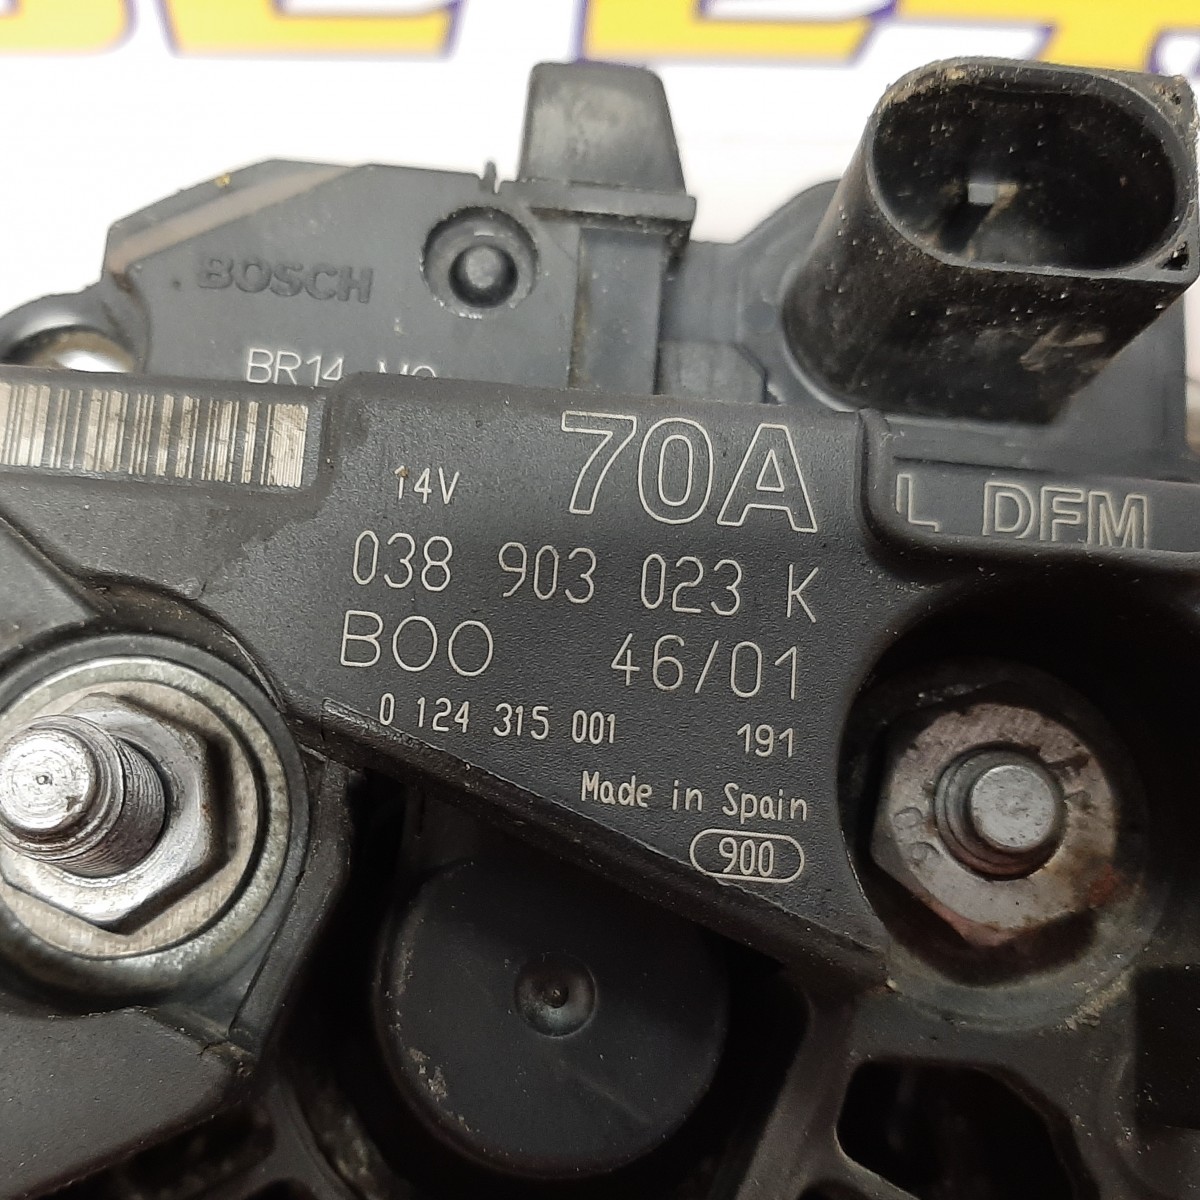 BOSCH
BR14
70A
14V
L DFM
038 903 023 K
BOO 46/01
0 124 315 001 191
Made in Spain
900
06